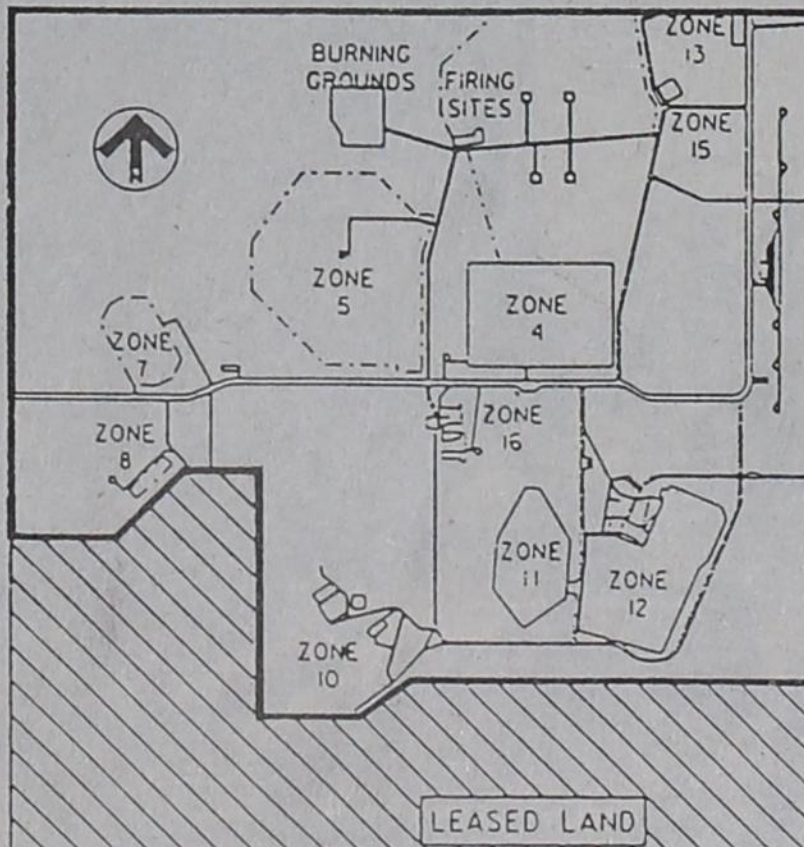 ZONE
13
BURNING
GROUNDS
FIRING
SITES
ZONE
15
ZONE
5
ZONE
4
ZONE
7
ZONE
8
ZONE
16
ZONE
11
ZONE
12
ZONE
10
LEASED LAND